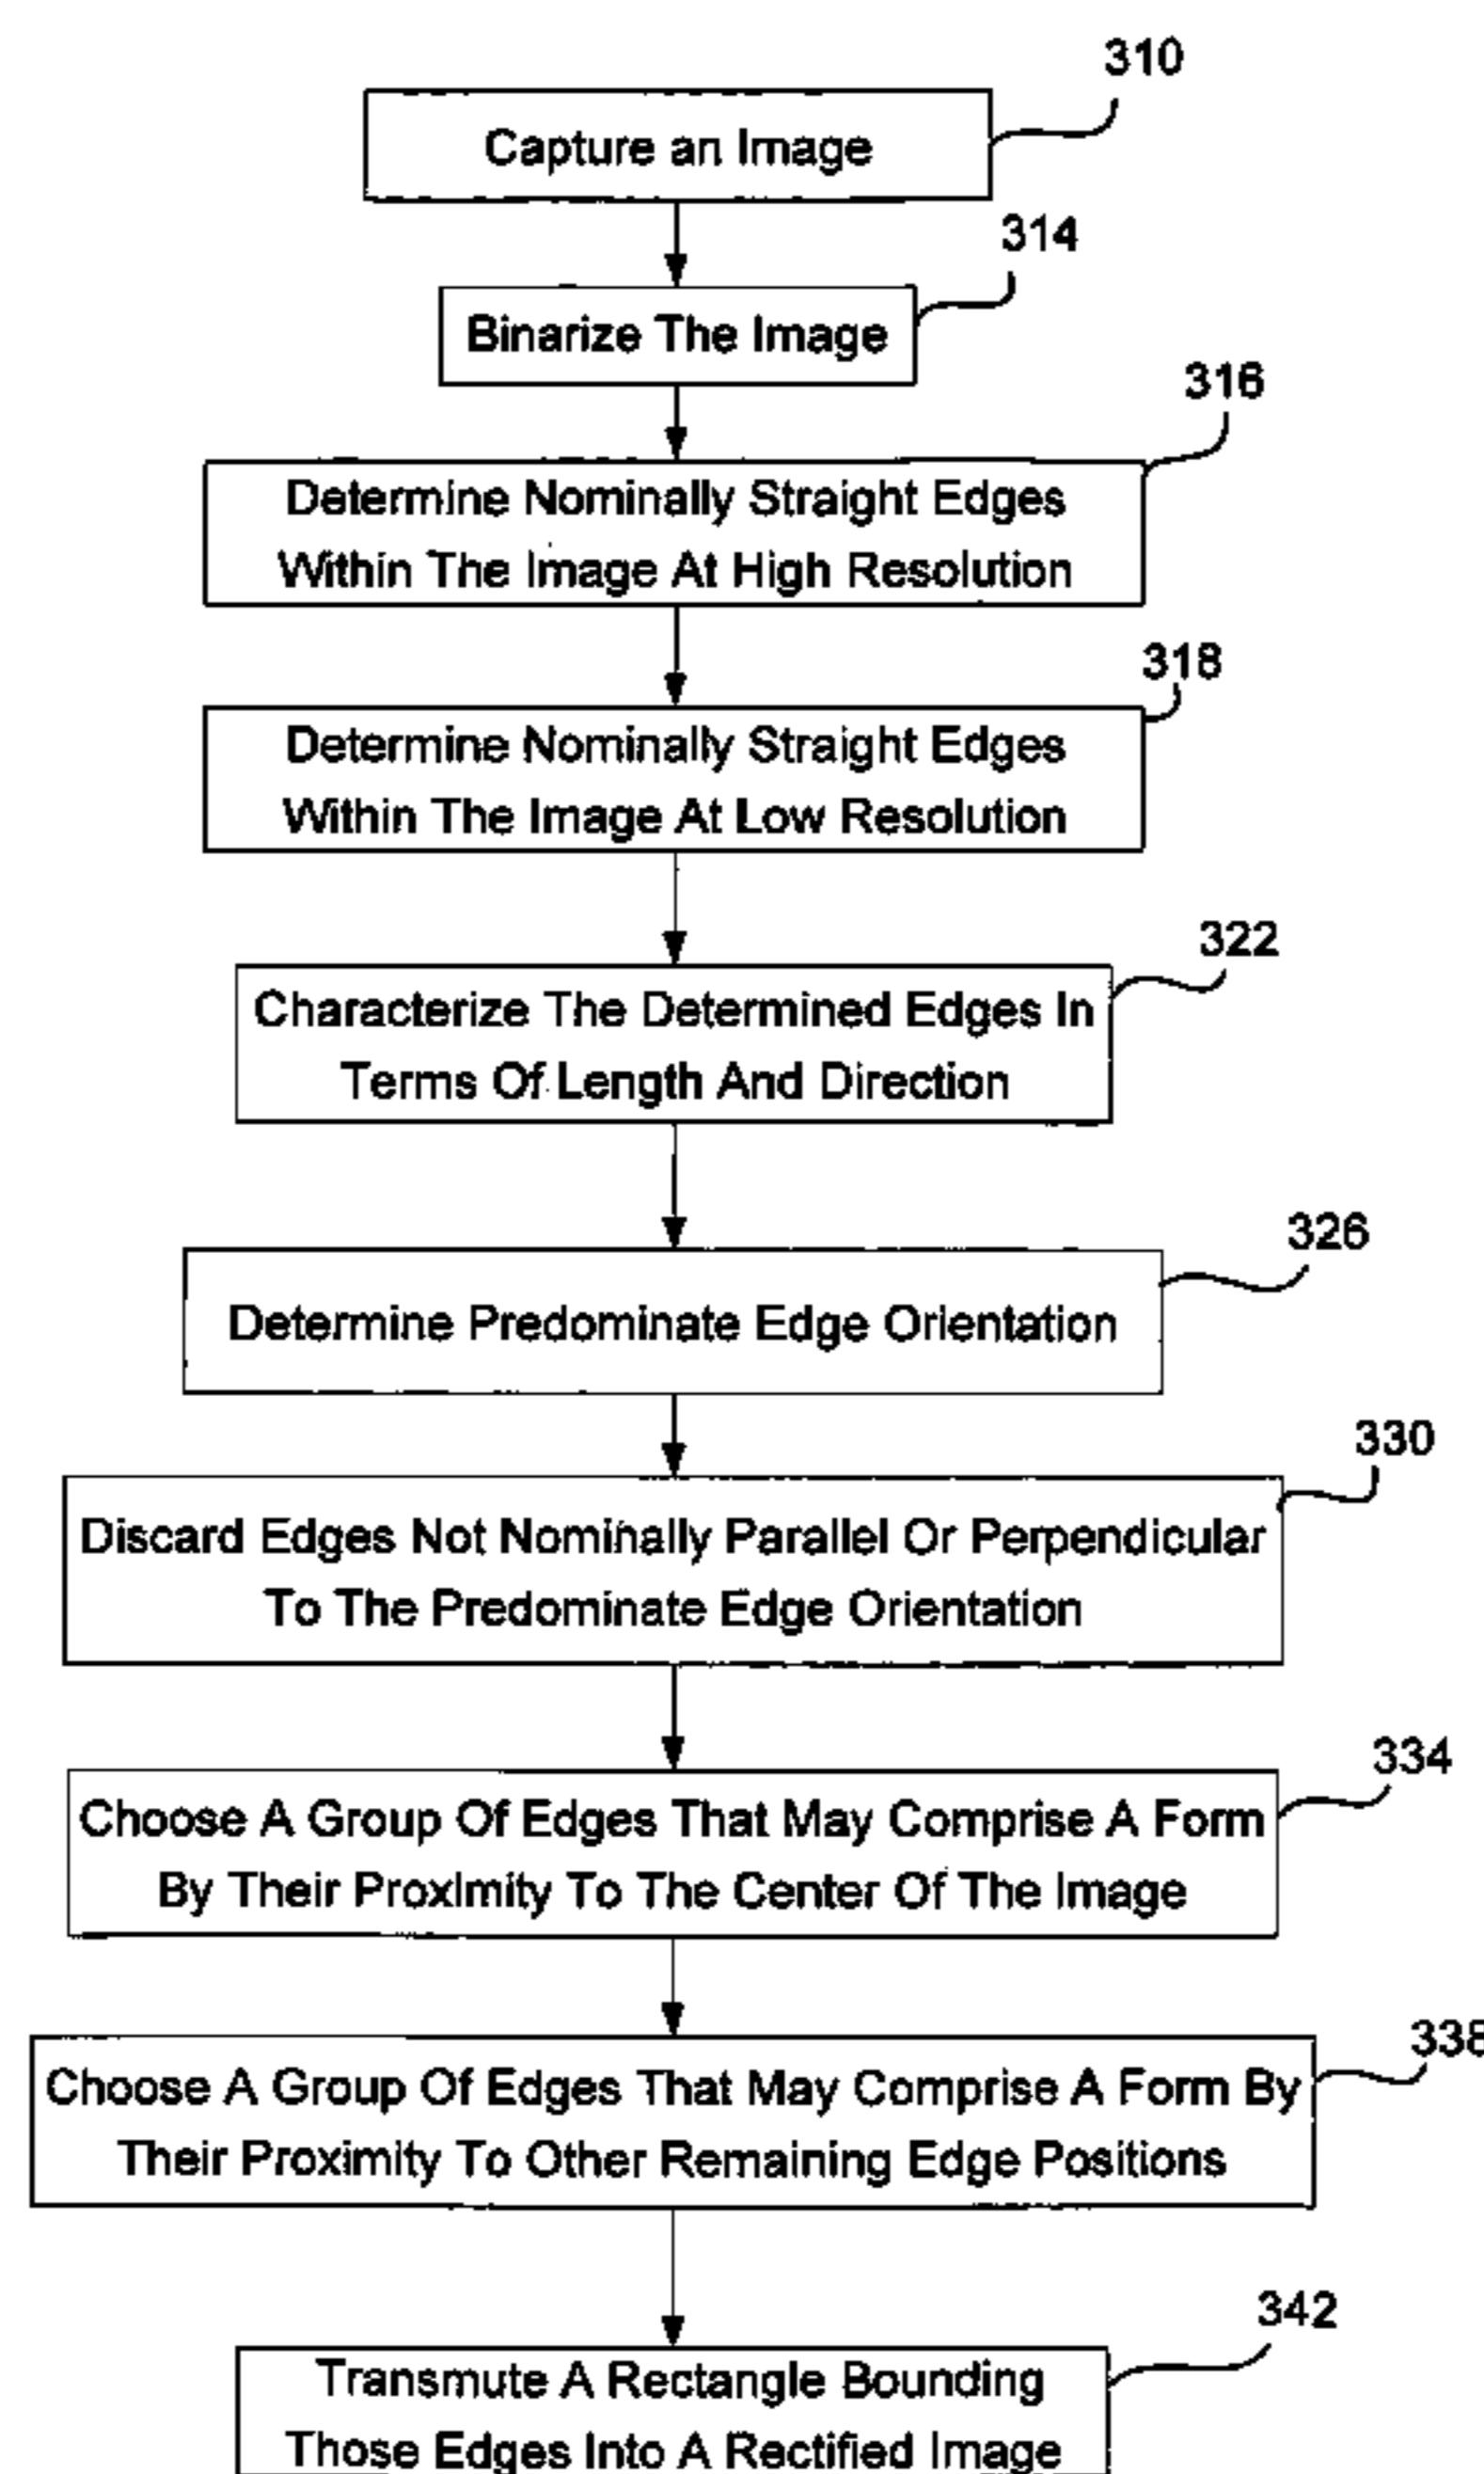 310
Capture an Image
314
Binarize The Image
316
Determine Nominally Straight Edges
Within The Image At High Resolution
318
Determine Nominally Straight Edges
Within The Image At Low Resolution
322
Characterize The Determined Edges In
Terms Of Length And Direction
326
Determine Predominate Edge Orientation
330
Discard Edges Not Nominally Parallel Or Perpendicular
To The Predominate Edge Orientation
334
Choose A Group Of Edges That May Comprise A Form
By Their Proximity To The Center Of The Image
338
Choose A Group Of Edges That May Comprise A Form By
Their Proximity To Other Remaining Edge Positions
342
Transmute A Rectangle Bounding
Those Edges Into A Rectified Image